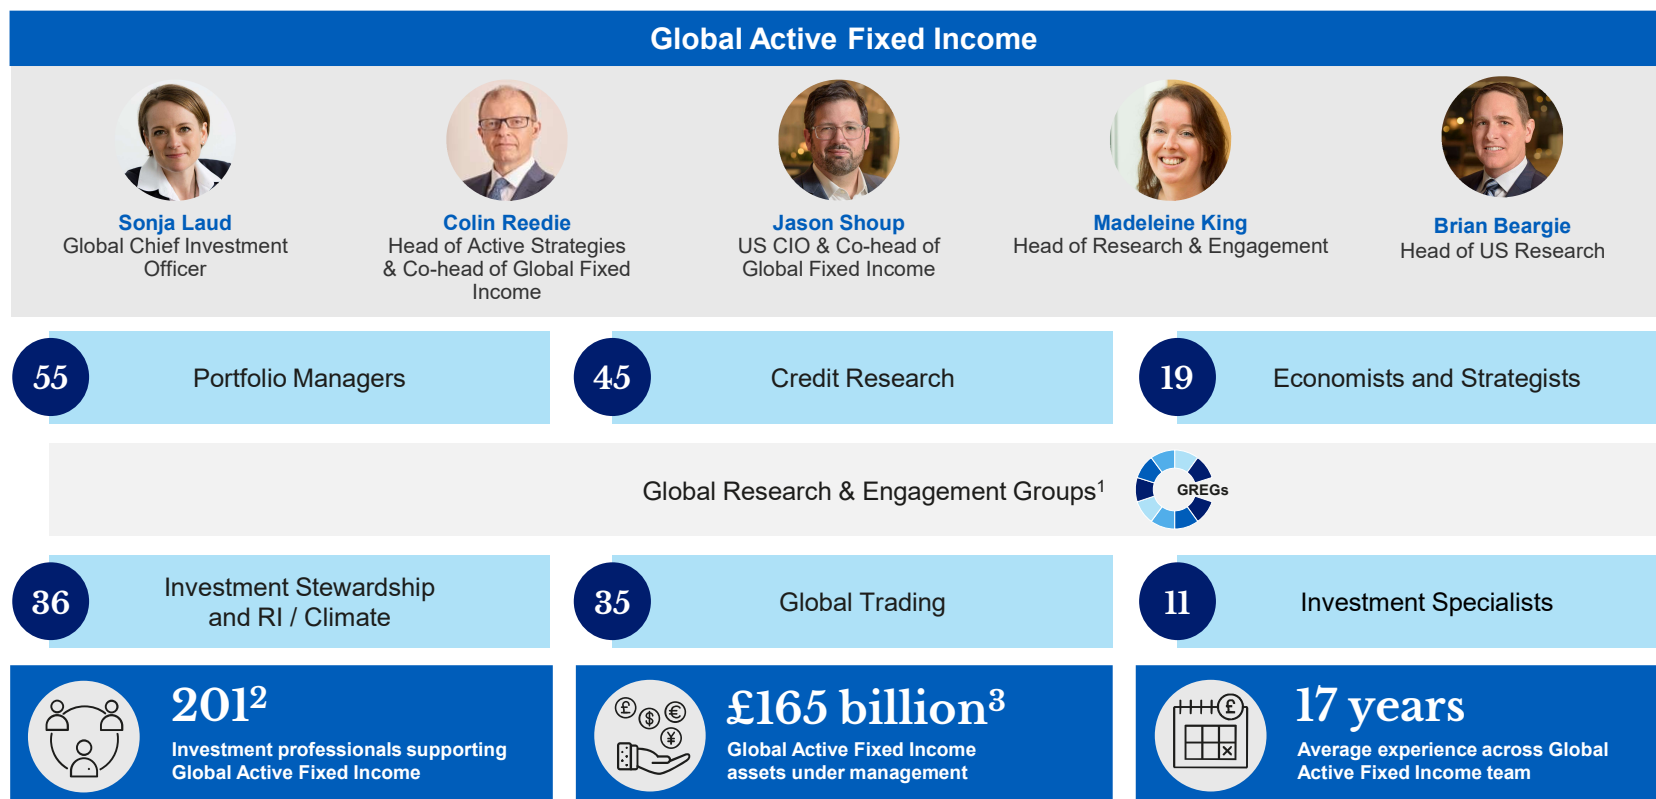 Global Active Fixed Income
Sonja Laud
Global Chief Investment
Officer
Colin Reedie
Head of Active Strategies
& Co-head of Global Fixed
Income
Jason Shoup
US CIO & Co-head of
Global Fixed Income
Madeleine King
Head of Research & Engagement
Brian Beargie
Head of US Research
55
Portfolio Managers
45
Credit Research
19
Economists and Strategists
Global Research & Engagement Groups¹
GREGs
36
Investment Stewardship
and RI / Climate
35
Global Trading
11
Investment Specialists
201²
Investment professionals supporting
Global Active Fixed Income
£
$
€
¥
£165 billion³
Global Active Fixed Income
assets under management
£
x
17 years
Average experience across Global
Active Fixed Income team